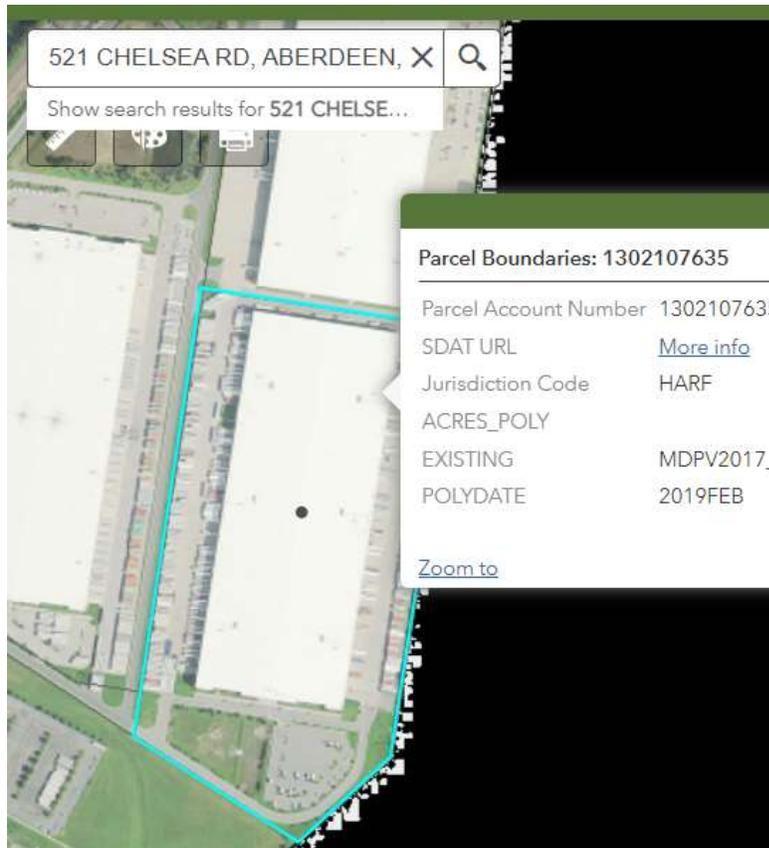 521 CHELSEA RD, ABERDEEN,
Show search results for 521 CHELSE...
Parcel Boundaries: 1302107635
Parcel Account Number 130210763
SDAT URL More info
Jurisdiction Code HARF
ACRES_POLY
EXISTING MDPV2017_
POLYDATE 2019FEB
Zoom to